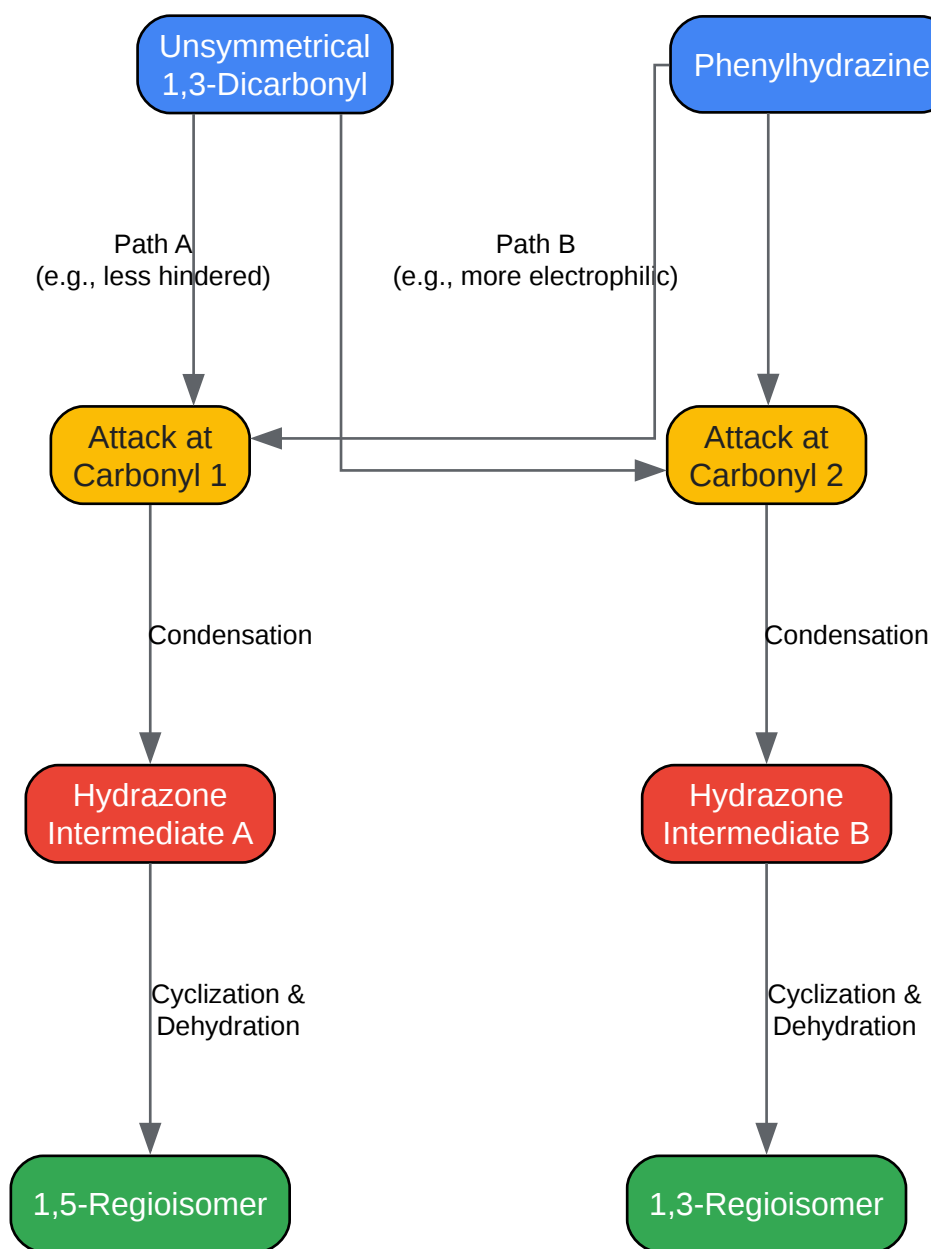 Unsymmetrical
1,3-Dicarbonyl
Phenylhydrazine
Path A
(e.g., less hindered)
Path B
(e.g., more electrophilic)
Attack at
Carbonyl 1
Attack at
Carbonyl 2
Condensation
Condensation
Hydrazone
Intermediate A
Hydrazone
Intermediate B
Cyclization &
Dehydration
Cyclization &
Dehydration
1,5-Regioisomer
1,3-Regioisomer